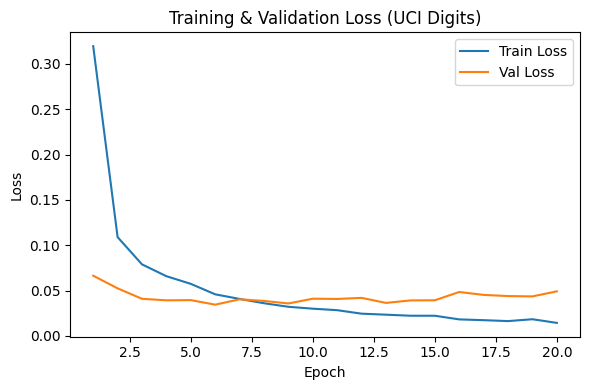 Training & Validation Loss (UCI Digits)
Train Loss
Val Loss
Loss
0.30
0.25
0.20
0.15
0.10
0.05
0.00
2.5 5.0 7.5 10.0 12.5 15.0 17.5 20.0
Epoch